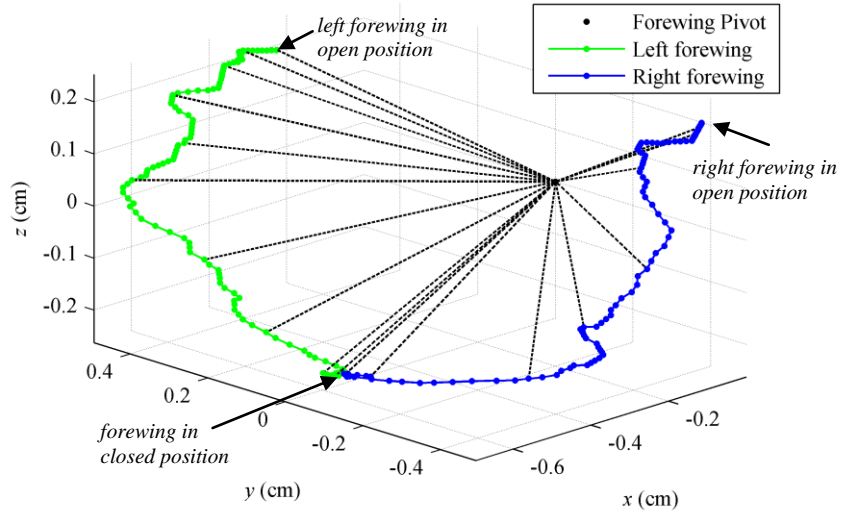 left forewing in
open position
Forewing Pivot
Left forewing
Right forewing
right forewing in
open position
0.2
0.1
0
-0.1
-0.2
z (cm)
0.4
0.2
0
-0.2
-0.4
y (cm)
-0.6
-0.4
-0.2
x (cm)
forewing in
closed position